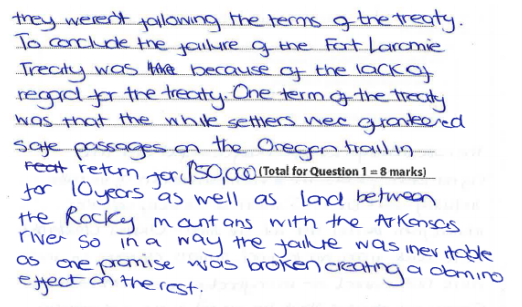 they weren't following the terms of the treaty.
To conclude the failure of the Fort Laramie
Treaty was because of the lack of
regard for the treaty. One term of the treaty
was that the white settlers wee granteered
safe passages on the Oregon trail in
return for $50,000 (Total for Question 1 = 8 marks)
for 10 years as well as land between
the Rocky mountans with the Arkansas
river so in a way the failure was inevitable
as one promise was broken creating a domino
effect on the rest.